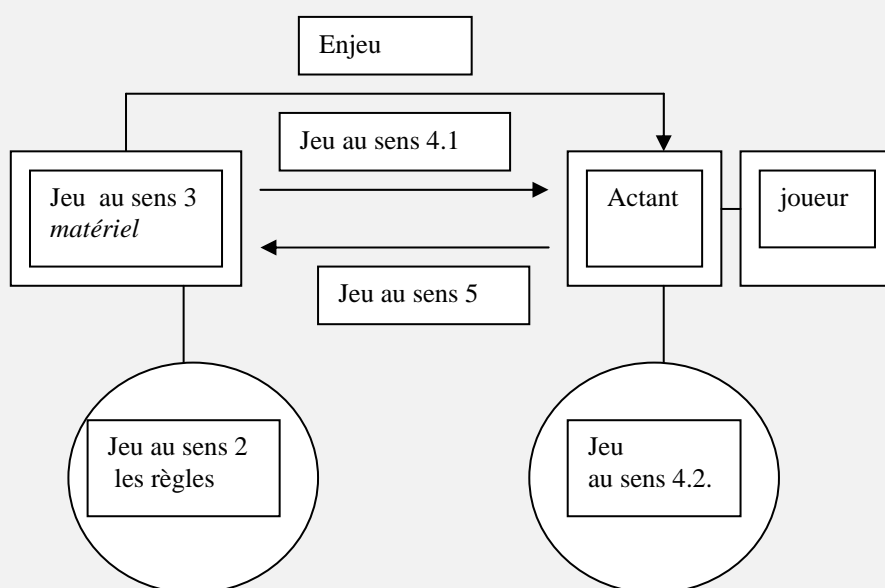 Enjeu
Jeu au sens 4.1
Jeu au sens 3
matériel
Actant
joueur
Jeu au sens 5
Jeu au sens 2
les règles
Jeu
au sens 4.2.